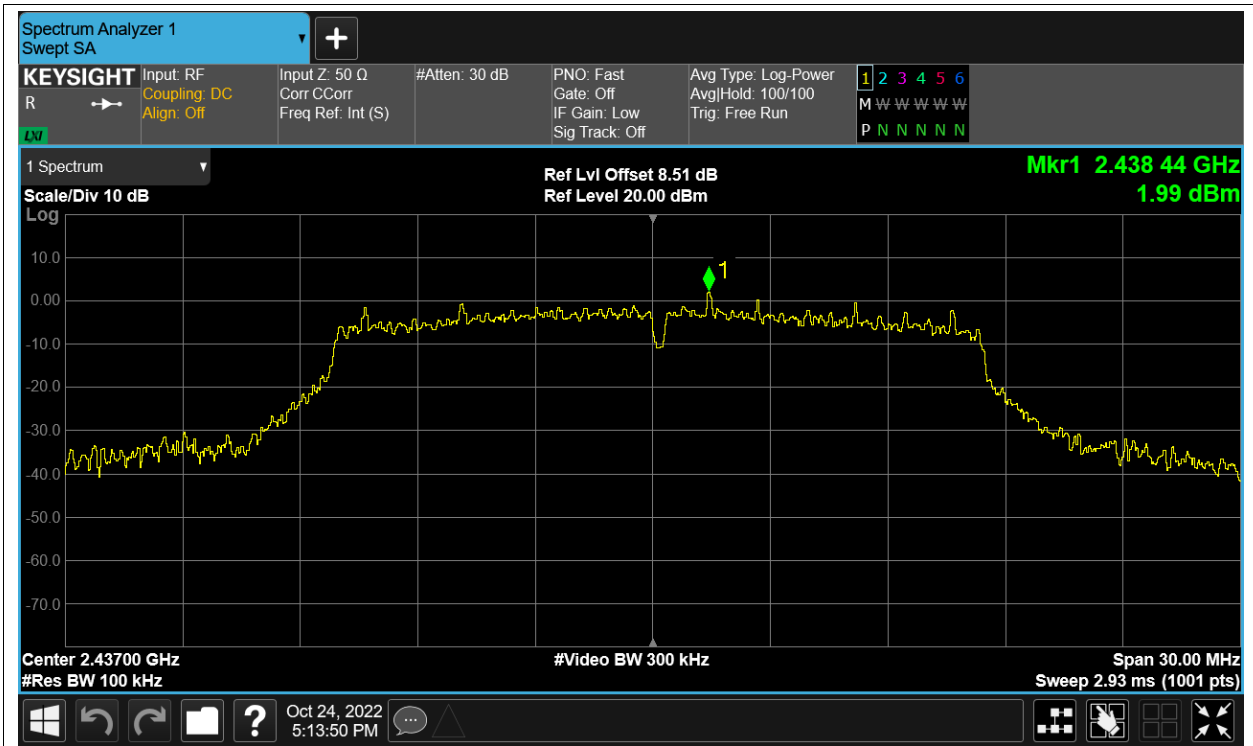 Spectrum Analyzer 1
Swept SA
+
KEYSIGHT
R
LXI
Input: RF
Coupling: DC
Align: Off
Input Z: 50 Ω
Corr CCorr
Freq Ref: Int (S)
#Atten: 30 dB
PNO: Fast
Gate: Off
IF Gain: Low
Sig Track: Off
Avg Type: Log-Power
Avg|Hold: 100/100
Trig: Free Run
1 2 3 4 5 6
M W W W W W
P N N N N N
1 Spectrum
Scale/Div 10 dB
Log
Ref Lvl Offset 8.51 dB
Ref Level 20.00 dBm
Mkr1 2.438 44 GHz
1.99 dBm
10.0
0.00
-10.0
-20.0
-30.0
-40.0
-50.0
-60.0
-70.0
1
Center 2.43700 GHz
#Res BW 100 kHz
#Video BW 300 kHz
Span 30.00 MHz
Sweep 2.93 ms (1001 pts)
?
Oct 24, 2022
5:13:50 PM